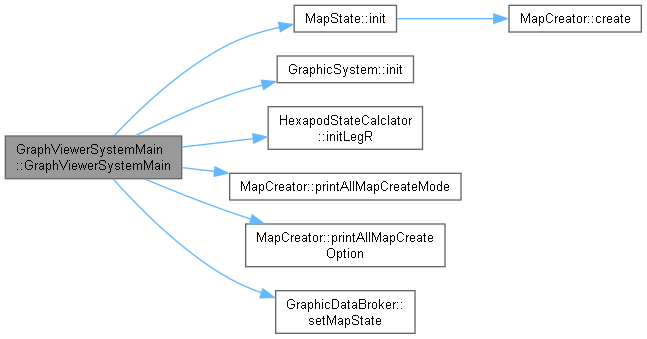 MapState::init
MapCreator::create
GraphicSystem::init
HexapodStateCalclator
::initLegR
GraphViewerSystemMain
::GraphViewerSystemMain
MapCreator::printAllMapCreateMode
MapCreator::printAllMapCreate
Option
GraphicDataBroker::
setMapState